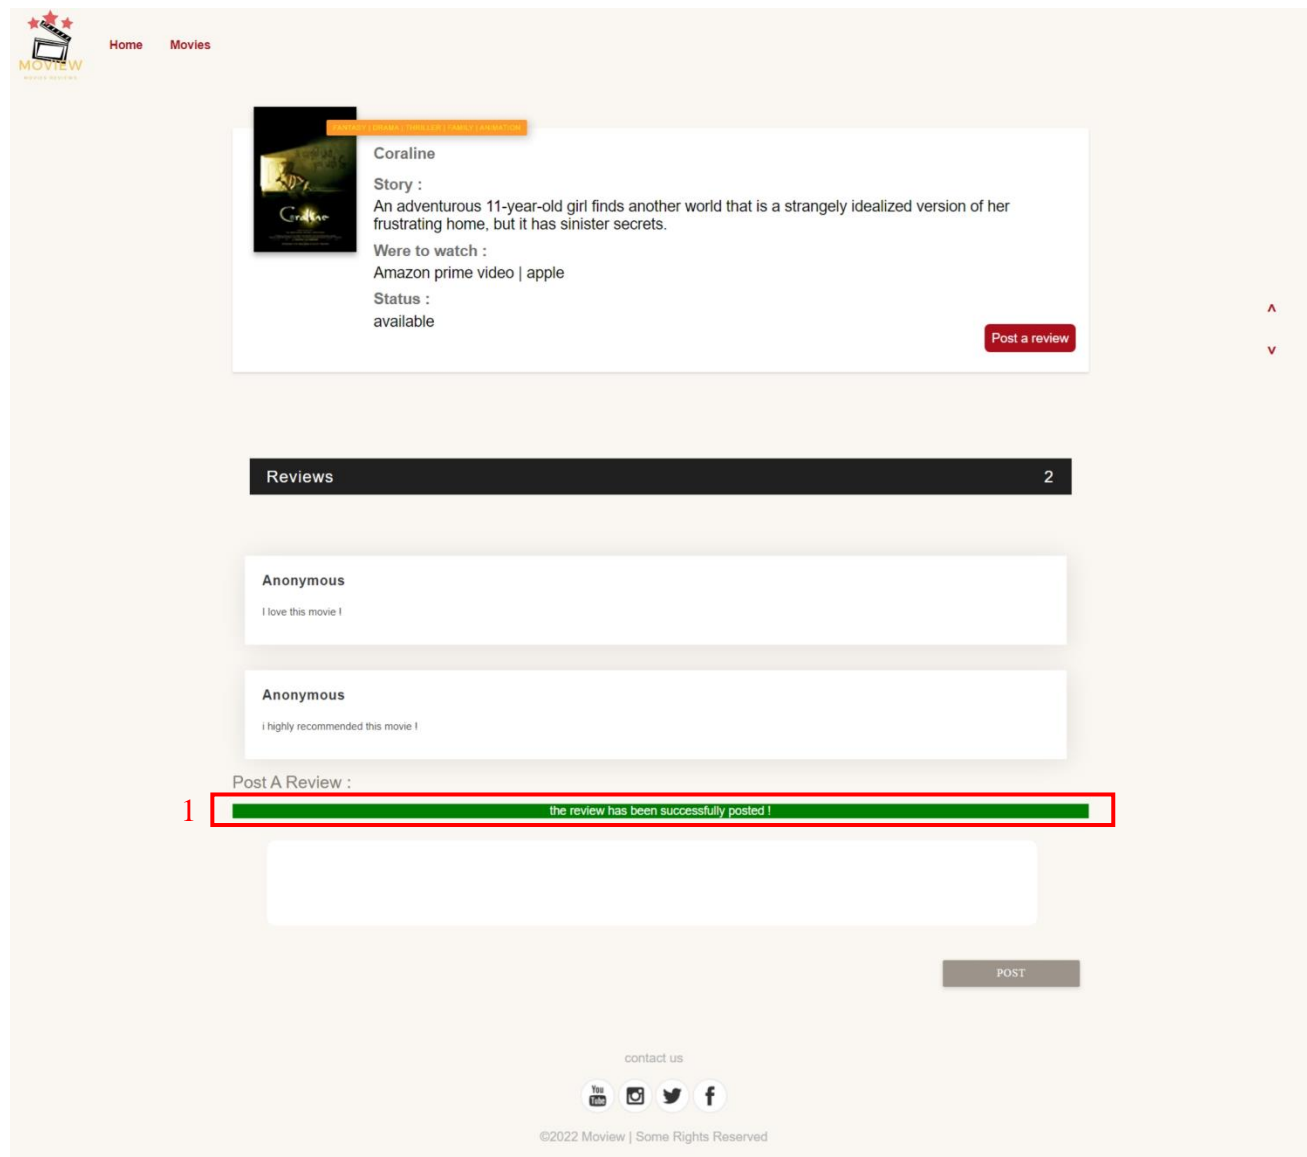 MOVIEW
Home
Movies
FANTASY | DRAMA | THRILLER | FAMILY | ANIMATION
Coraline
Coraline
Story :
An adventurous 11-year-old girl finds another world that is a strangely idealized version of her
frustrating home, but it has sinister secrets.
Were to watch :
Amazon prime video | apple
Status :
available
Post a review
^
v
Reviews
2
Anonymous
I love this movie !
Anonymous
i highly recommended this movie !
Post A Review :
1
the review has been successfully posted !
POST
contact us
You
Tube
©2022 Moview | Some Rights Reserved